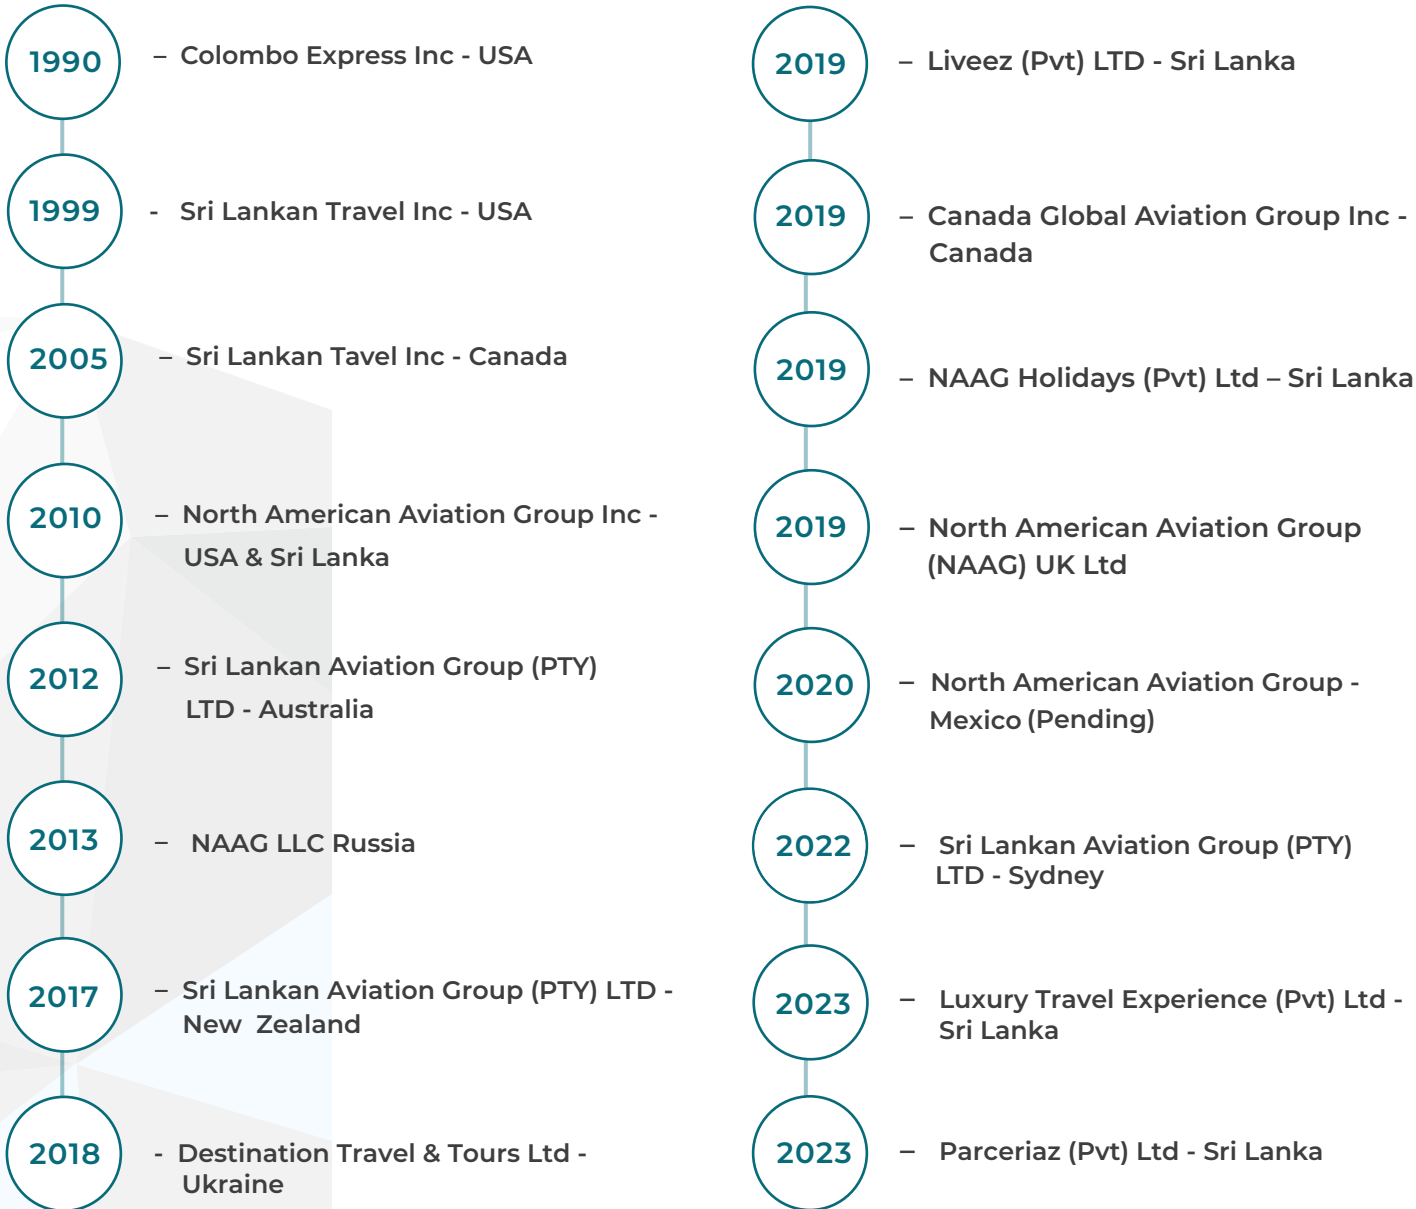 1990 – Colombo Express Inc - USA
1999 - Sri Lankan Travel Inc - USA
2005 – Sri Lankan Tavel Inc - Canada
2010 – North American Aviation Group Inc -
USA & Sri Lanka
2012 – Sri Lankan Aviation Group (PTY)
LTD - Australia
2013 – NAAG LLC Russia
2017 – Sri Lankan Aviation Group (PTY) LTD -
New Zealand
2018 - Destination Travel & Tours Ltd -
Ukraine
2019 – Liveez (Pvt) LTD - Sri Lanka
2019 – Canada Global Aviation Group Inc -
Canada
2019 – NAAG Holidays (Pvt) Ltd – Sri Lanka
2019 – North American Aviation Group
(NAAG) UK Ltd
2020 – North American Aviation Group -
Mexico (Pending)
2022 – Sri Lankan Aviation Group (PTY)
LTD - Sydney
2023 – Luxury Travel Experience (Pvt) Ltd -
Sri Lanka
2023 – Parceriaz (Pvt) Ltd - Sri Lanka